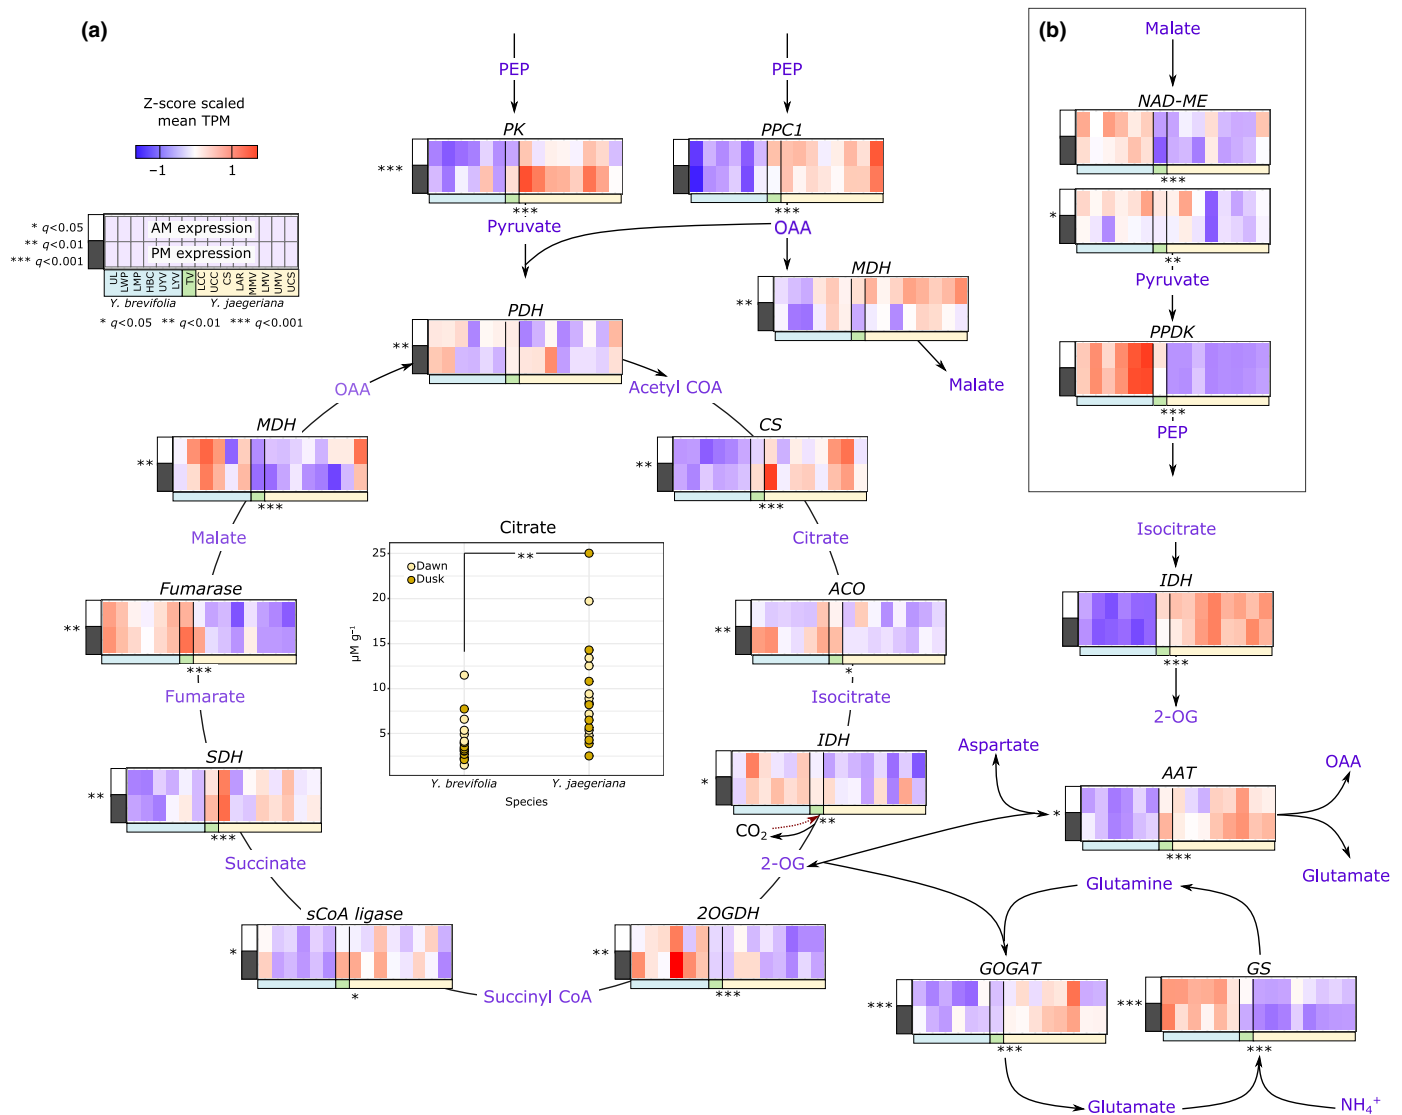 (a)
(b)
Z-score scaled
mean TPM
−1
1
* q<0.05
** q<0.01
*** q<0.001
AM expression
PM expression
UL
LWP
LMP
HBC
UYV
LYV
TV
LCC
UCC
CS
LAR
MMV
LMV
UMV
UCS
Y. brevifolia
Y. jaegeriana
* q<0.05 ** q<0.01 *** q<0.001
PEP
PK
***
***
Pyruvate
PEP
PPC1
***
OAA
MDH
**
Malate
PDH
**
OAA
Acetyl COA
MDH
**
***
CS
**
***
Malate
Citrate
Fumarase
**
***
ACO
**
*
Fumarate
Isocitrate
SDH
**
***
IDH
*
**
CO2
Succinate
2-OG
sCoA ligase
*
*
2OGDH
**
***
Succinyl CoA
Citrate
**
Dawn
Dusk
25
20
15
10
5
µM g−1
Y. brevifolia
Y. jaegeriana
Species
Malate
NAD-ME
***
*
**
Pyruvate
PPDK
***
PEP
Isocitrate
IDH
***
2-OG
Aspartate
AAT
*
***
OAA
Glutamate
Glutamine
GOGAT
***
***
GS
***
***
Glutamate
NH4+